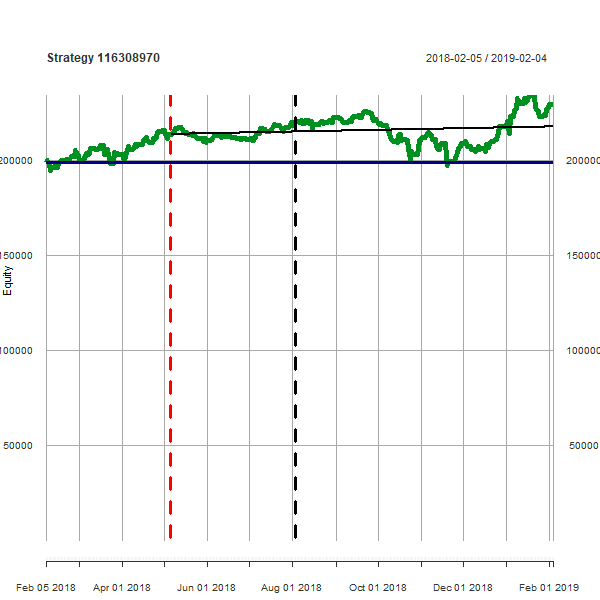 Strategy 116308970 2018-02-05 / 2019-02-04
200000 200000
150000 150000
Equity
100000 100000
50000 50000
Feb 05 2018 Apr 01 2018 Jun 01 2018 Aug 01 2018 Oct 01 2018 Dec 01 2018 Feb 01 2019